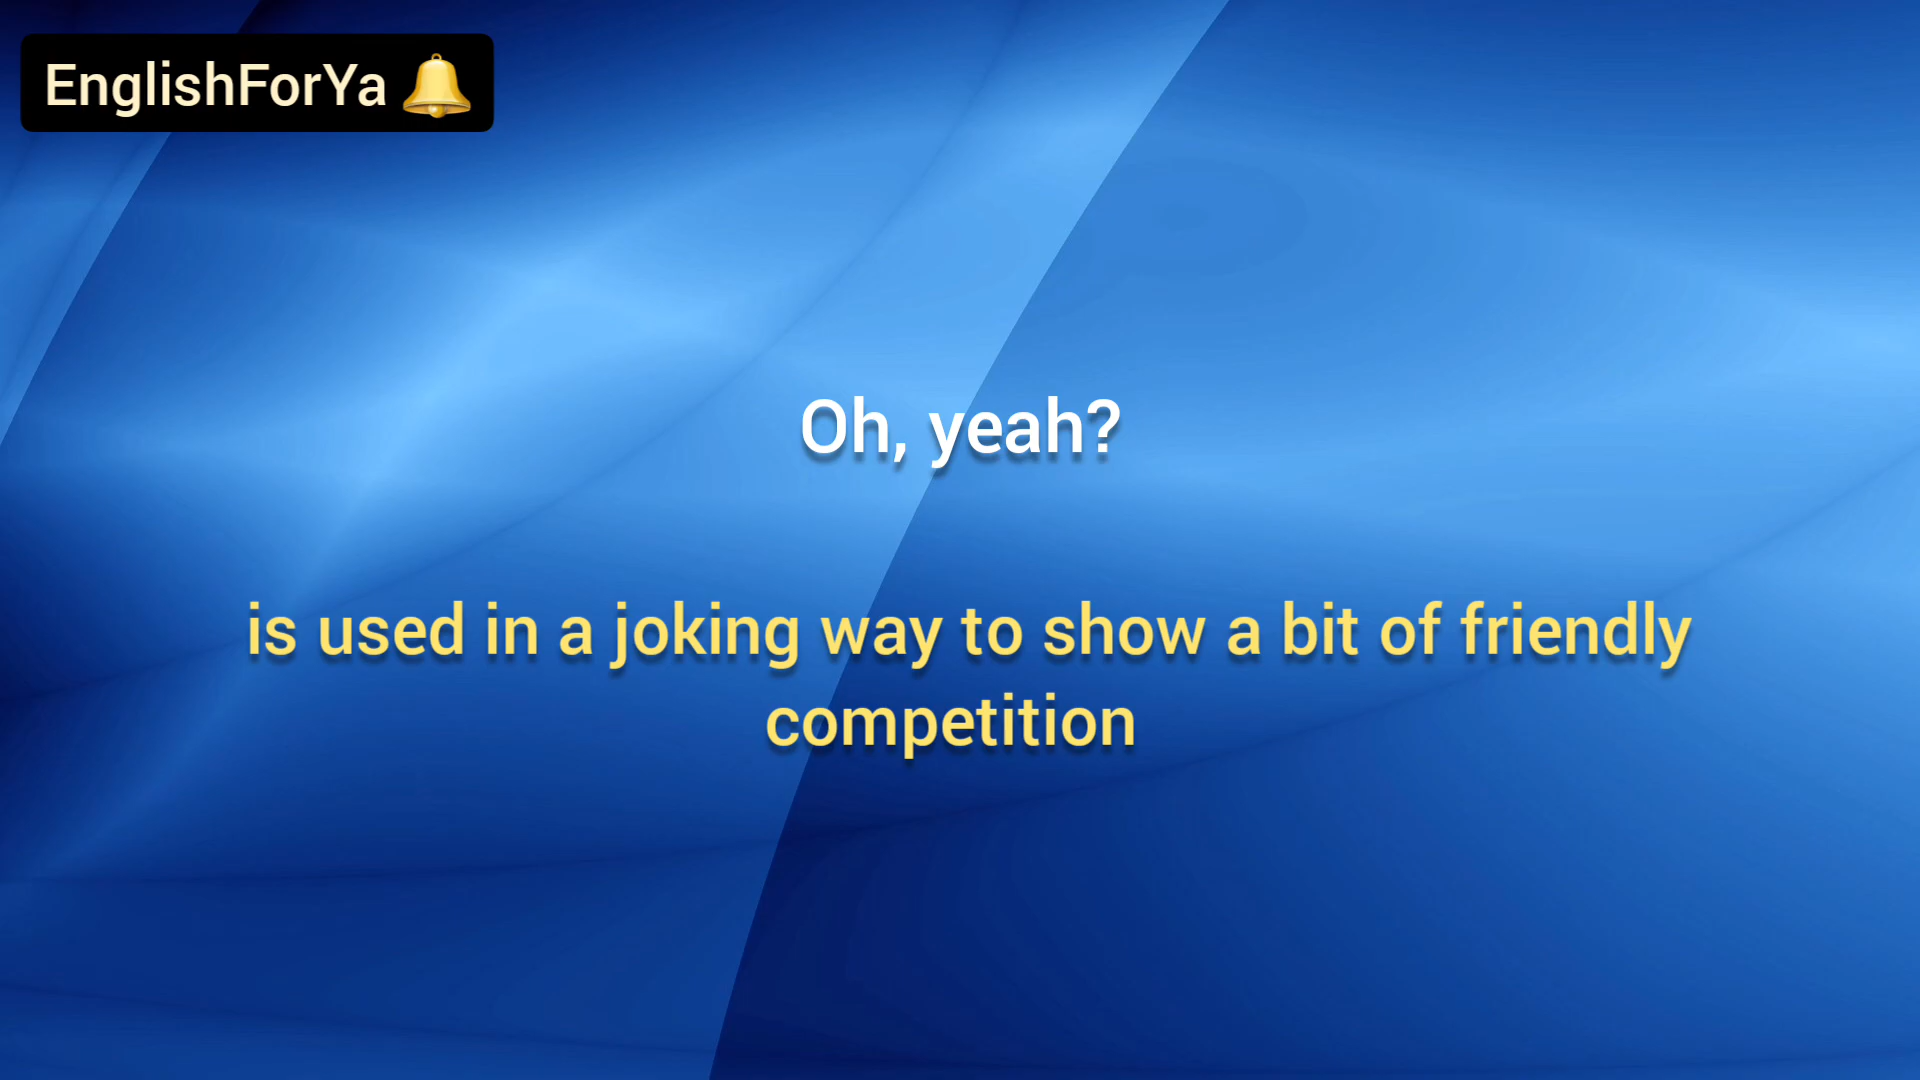 EnglishForYa
Oh, yeah?
is used in a joking way to show a bit of friendly
competition